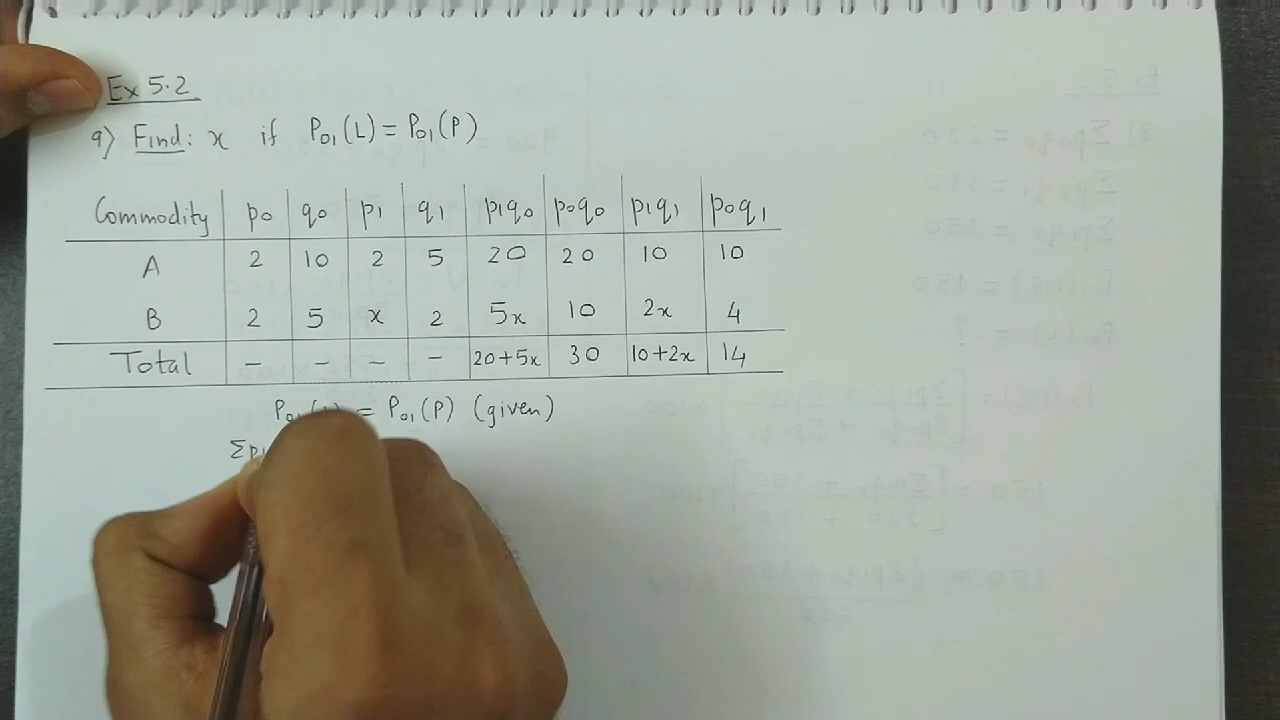 Ex 5.2
9) Find: x if P01(L) = P01(P)
Commodity p0 q0 p1 q1 p1q0 p0q0 p1q1 p0q1
A 2 10 2 5 20 20 10 10
B 2 5 x 2 5x 10 2x 4
Total - - - - 20+5x 30 10+2x 14
= P01(P) (given)